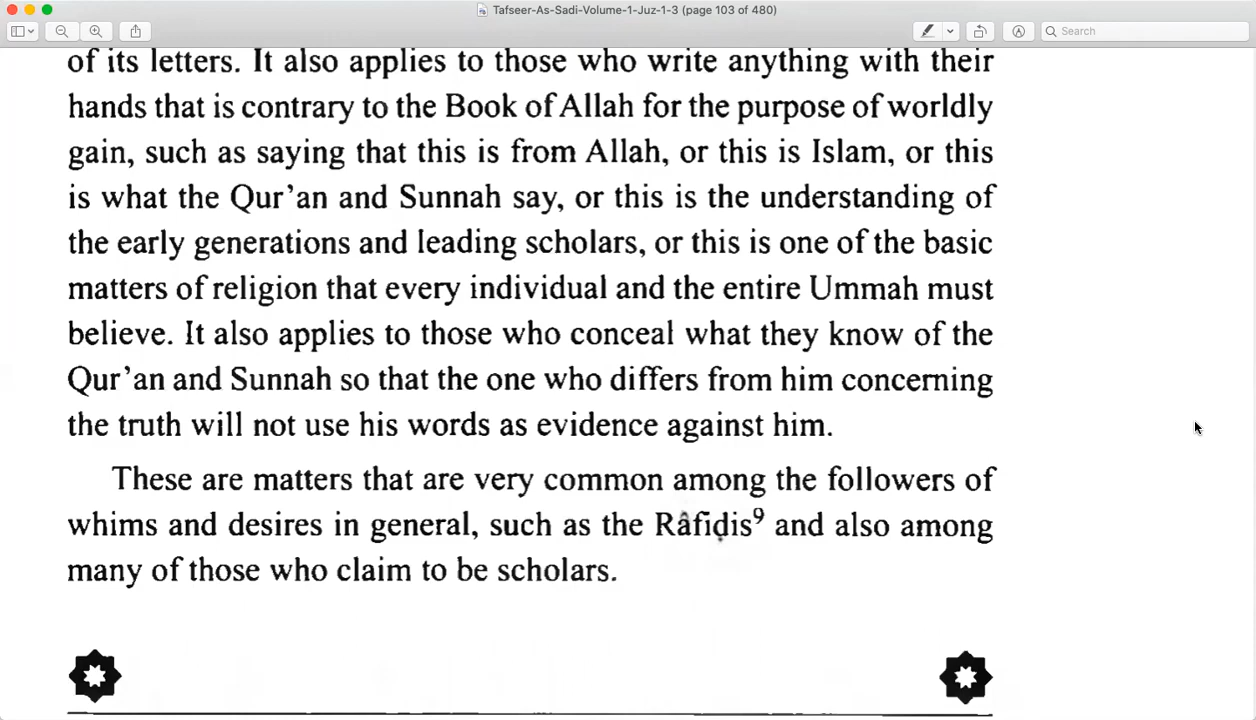 Tafseer-As-Sadi-Volume-1-Juz-1-3 (page 103 of 480)
Search
of its letters. It also applies to those who write anything with their
hands that is contrary to the Book of Allah for the purpose of worldly
gain, such as saying that this is from Allah, or this is Islam, or this
is what the Qur’an and Sunnah say, or this is the understanding of
the early generations and leading scholars, or this is one of the basic
matters of religion that every individual and the entire Ummah must
believe. It also applies to those who conceal what they know of the
Qur’an and Sunnah so that the one who differs from him concerning
the truth will not use his words as evidence against him.
These are matters that are very common among the followers of
whims and desires in general, such as the Râfiḍis⁹ and also among
many of those who claim to be scholars.